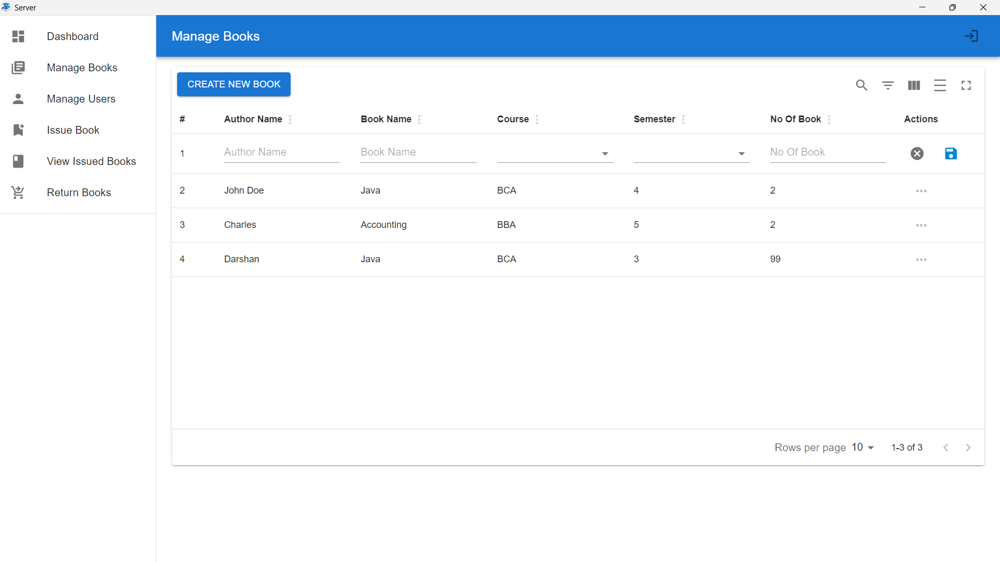 Server
Dashboard
Manage Books
Manage Users
Issue Book
View Issued Books
Return Books
Manage Books
CREATE NEW BOOK
# Author Name Book Name Course Semester No Of Book Actions
1 Author Name Book Name No Of Book
2 John Doe Java BCA 4 2
3 Charles Accounting BBA 5 2
4 Darshan Java BCA 3 99
Rows per page 10 1-3 of 3